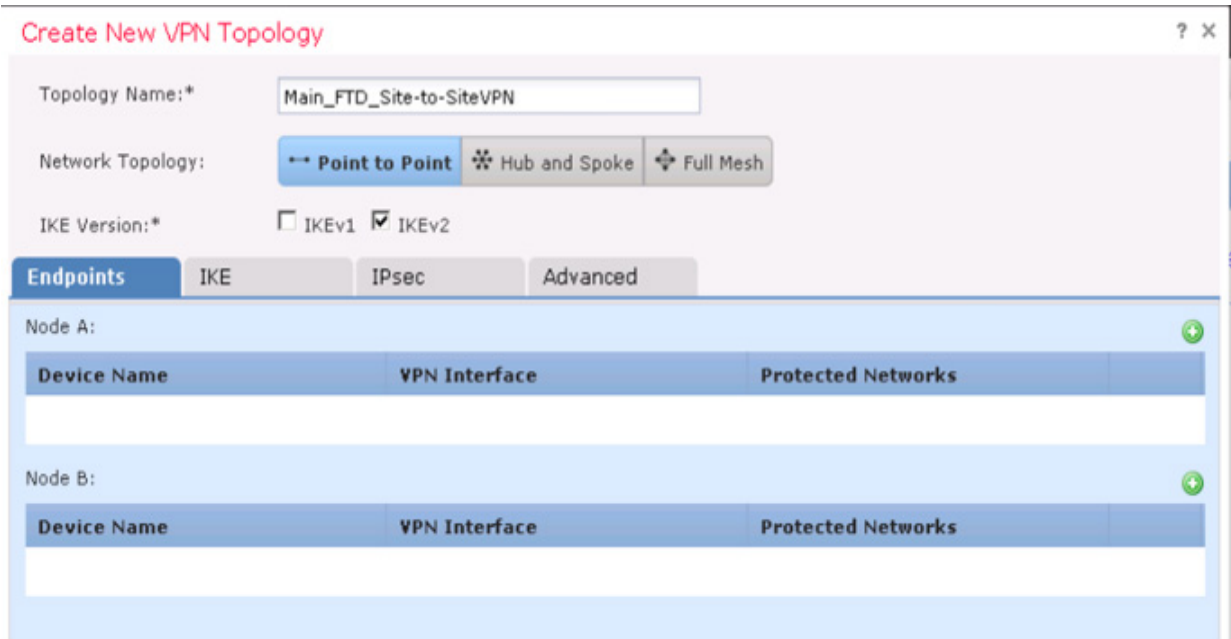 Create New VPN Topology ? ×
Topology Name:* Main_FTD_Site-to-SiteVPN
Network Topology: Point to Point Hub and Spoke Full Mesh
IKE Version:* IKEv1 IKEv2
Endpoints IKE IPsec Advanced
Node A:
Device Name VPN Interface Protected Networks
Node B:
Device Name VPN Interface Protected Networks